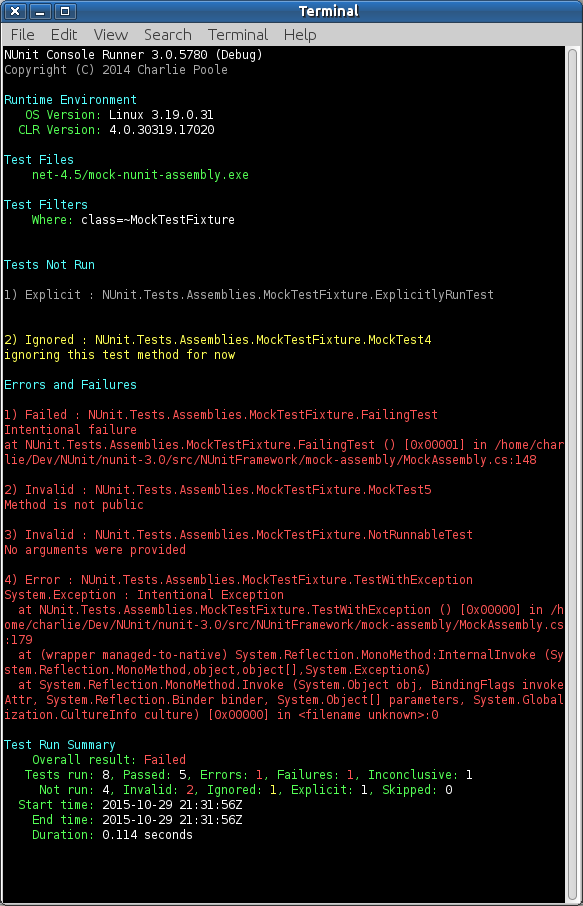 Terminal
File Edit View Search Terminal Help
NUnit Console Runner 3.0.5780 (Debug)
Copyright (C) 2014 Charlie Poole
Runtime Environment
OS Version: Linux 3.19.0.31
CLR Version: 4.0.30319.17020
Test Files
net-4.5/mock-nunit-assembly.exe
Test Filters
Where: class=~MockTestFixture
Tests Not Run
1) Explicit : NUnit.Tests.Assemblies.MockTestFixture.ExplicitlyRunTest
2) Ignored : NUnit.Tests.Assemblies.MockTestFixture.MockTest4
ignoring this test method for now
Errors and Failures
1) Failed : NUnit.Tests.Assemblies.MockTestFixture.FailingTest
Intentional failure
at NUnit.Tests.Assemblies.MockTestFixture.FailingTest () [0x00001] in /home/char
lie/Dev/NUnit/nunit-3.0/src/NUnitFramework/mock-assembly/MockAssembly.cs:148
2) Invalid : NUnit.Tests.Assemblies.MockTestFixture.MockTest5
Method is not public
3) Invalid : NUnit.Tests.Assemblies.MockTestFixture.NotRunnableTest
No arguments were provided
4) Error : NUnit.Tests.Assemblies.MockTestFixture.TestWithException
System.Exception : Intentional Exception
at NUnit.Tests.Assemblies.MockTestFixture.TestWithException () [0x00000] in /h
ome/charlie/Dev/NUnit/nunit-3.0/src/NUnitFramework/mock-assembly/MockAssembly.cs
:179
at (wrapper managed-to-native) System.Reflection.MonoMethod:InternalInvoke (Sy
stem.Reflection.MonoMethod,object,object[],System.Exception&)
at System.Reflection.MonoMethod.Invoke (System.Object obj, BindingFlags invoke
Attr, System.Reflection.Binder binder, System.Object[] parameters, System.Global
ization.CultureInfo culture) [0x00000] in <filename unknown>:0
Test Run Summary
Overall result: Failed
Tests run: 8, Passed: 5, Errors: 1, Failures: 1, Inconclusive: 1
Not run: 4, Invalid: 2, Ignored: 1, Explicit: 1, Skipped: 0
Start time: 2015-10-29 21:31:56Z
End time: 2015-10-29 21:31:56Z
Duration: 0.114 seconds